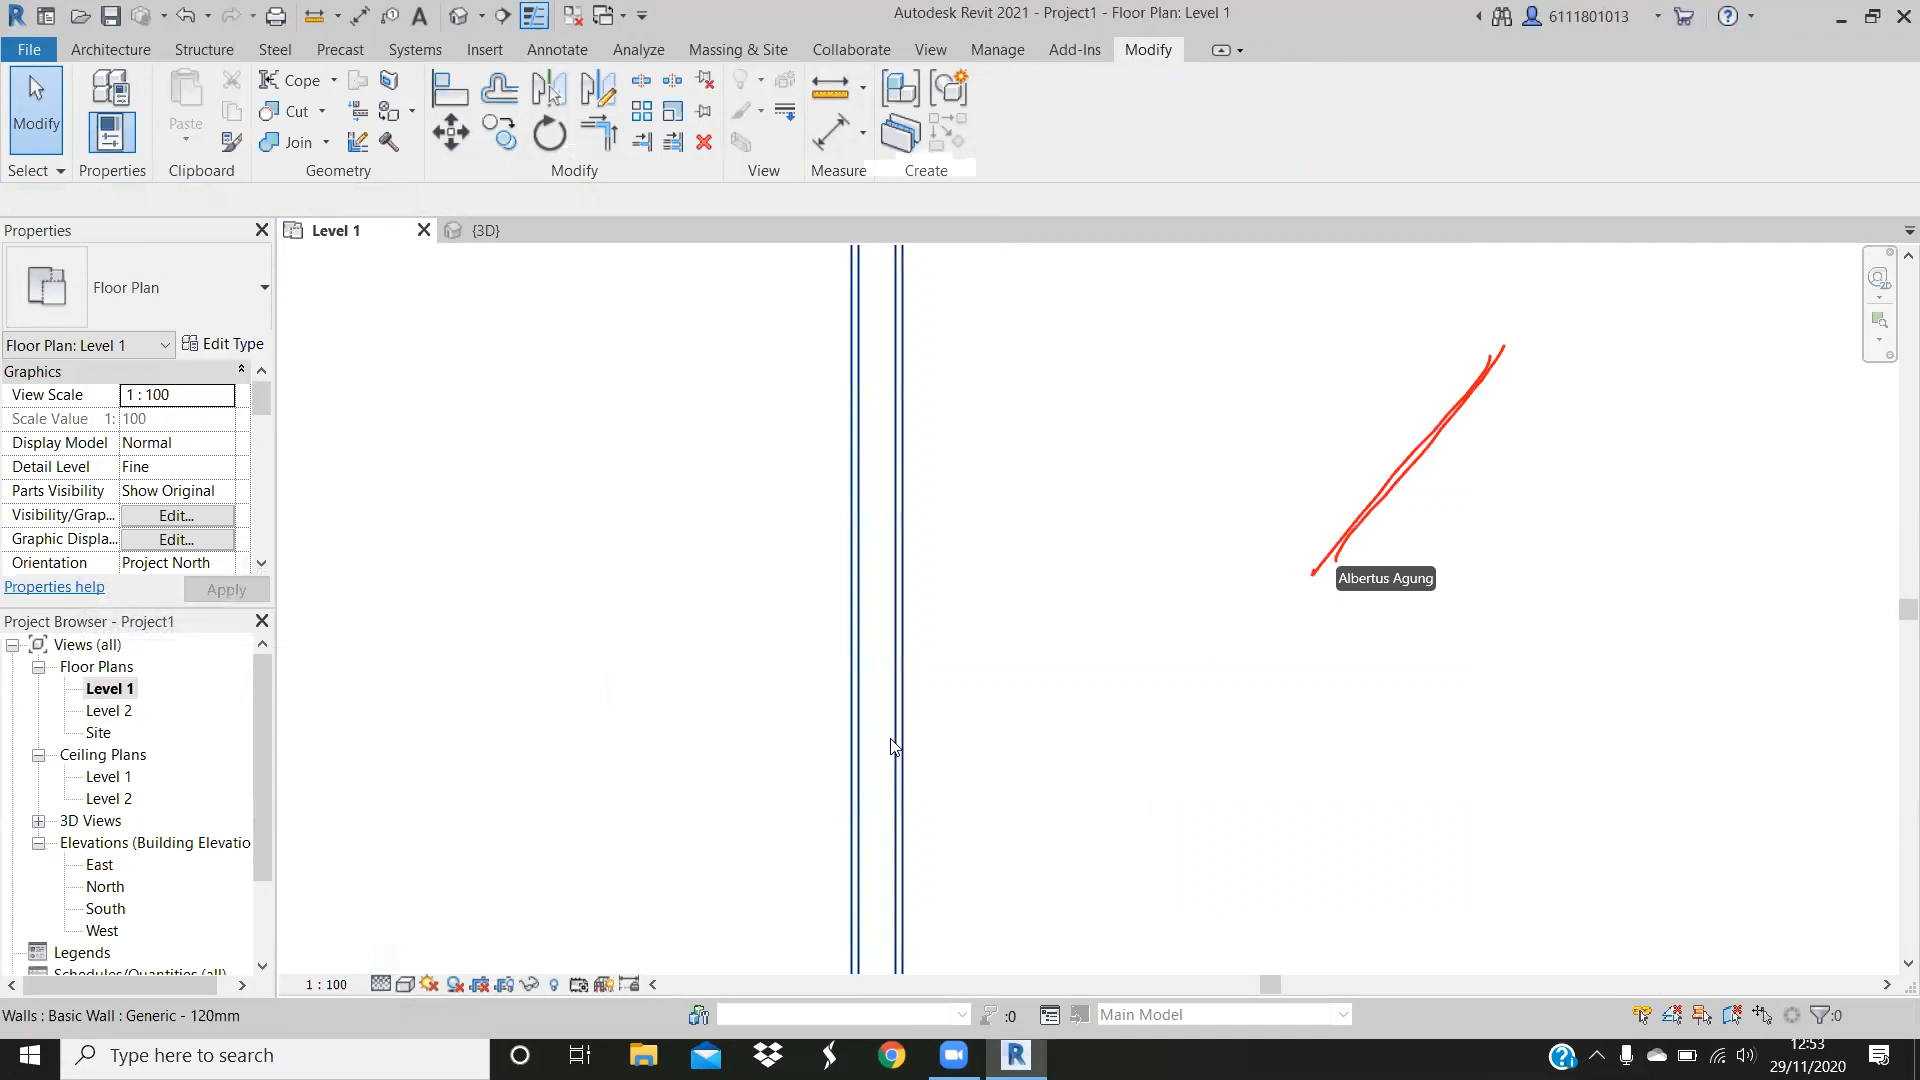 Autodesk Revit 2021 - Project1 - Floor Plan: Level 1
6111801013
File Architecture Structure Steel Precast Systems Insert Annotate Analyze Massing & Site Collaborate View Manage Add-Ins Modify
Modify
Paste
Cope
Cut
Join
Select Properties Clipboard Geometry Modify View Measure Create
Properties
Level 1
{3D}
Floor Plan
Floor Plan: Level 1
Edit Type
Graphics
View Scale 1 : 100
Scale Value 1: 100
Display Model Normal
Detail Level Fine
Parts Visibility Show Original
Visibility/Grap... Edit...
Graphic Displa... Edit...
Orientation Project North
Properties help
Apply
Albertus Agung
Project Browser - Project1
Views (all)
Floor Plans
Level 1
Level 2
Site
Ceiling Plans
Level 1
Level 2
3D Views
Elevations (Building Elevatio
East
North
South
West
Legends
Schedules/Quantities (all)
1 : 100
Walls : Basic Wall : Generic - 120mm
:0
Main Model
:0
Type here to search
12:53
29/11/2020